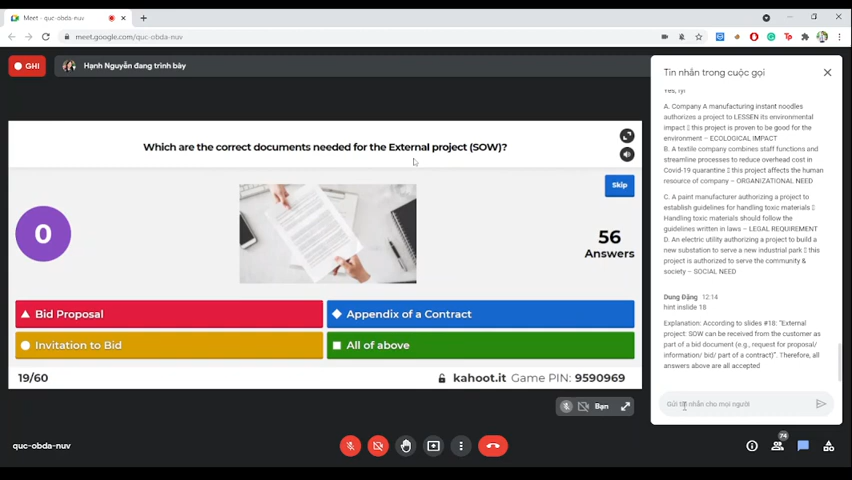 Meet - quc-obda-nuv
meet.google.com/quc-obda-nuv
GHI
Hạnh Nguyễn đang trình bày
Which are the correct documents needed for the External project (SOW)?
Skip
0
56
Answers
Bid Proposal
Appendix of a Contract
Invitation to Bid
All of above
19/60
kahoot.it Game PIN: 9590969
Bạn
quc-obda-nuv
Tin nhắn trong cuộc gọi
A. Company A manufacturing instant noodles
authorizes a project to LESSEN its environmental
impact  this project is proven to be good for the
environment – ECOLOGICAL IMPACT
B. A textile company combines staff functions and
streamline processes to reduce overhead cost in
Covid-19 quarantine  this project affects the human
resource of company – ORGANIZATIONAL NEED
C. A paint manufacturer authorizing a project to
establish guidelines for handling toxic materials 
Handling toxic materials should follow the
guidelines written in laws – LEGAL REQUIREMENT
D. An electric utility authorizing a project to build a
new substation to serve a new industrial park  this
project is authorized to serve the community &
society – SOCIAL NEED
Dung Đặng 12:14
hint inslide 18
Explanation: According to slides #18: "External
project: SOW can be received from the customer as
part of a bid document (e.g., request for proposal/
information/ bid/ part of a contract)". Therefore, all
answers above are all accepted
Gửi tin nhắn cho mọi người
74